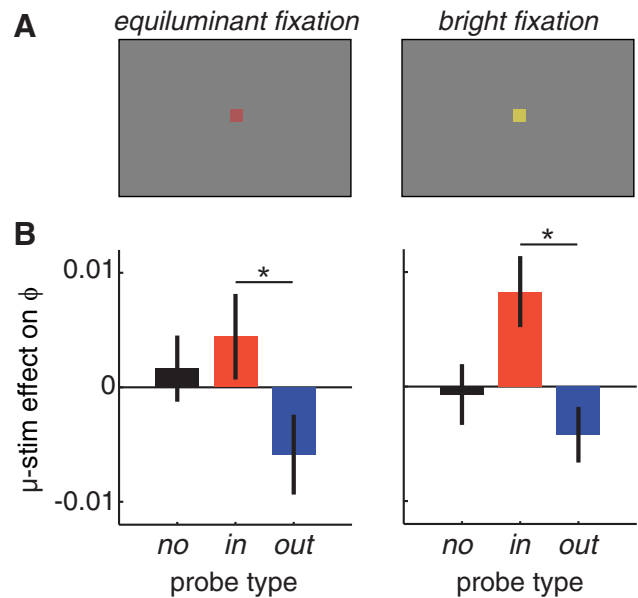 A
equiluminant fixation
bright fixation
B
*
*
0.01
0
-0.01
μ-stim effect on ϕ
no in out
no in out
probe type
probe type